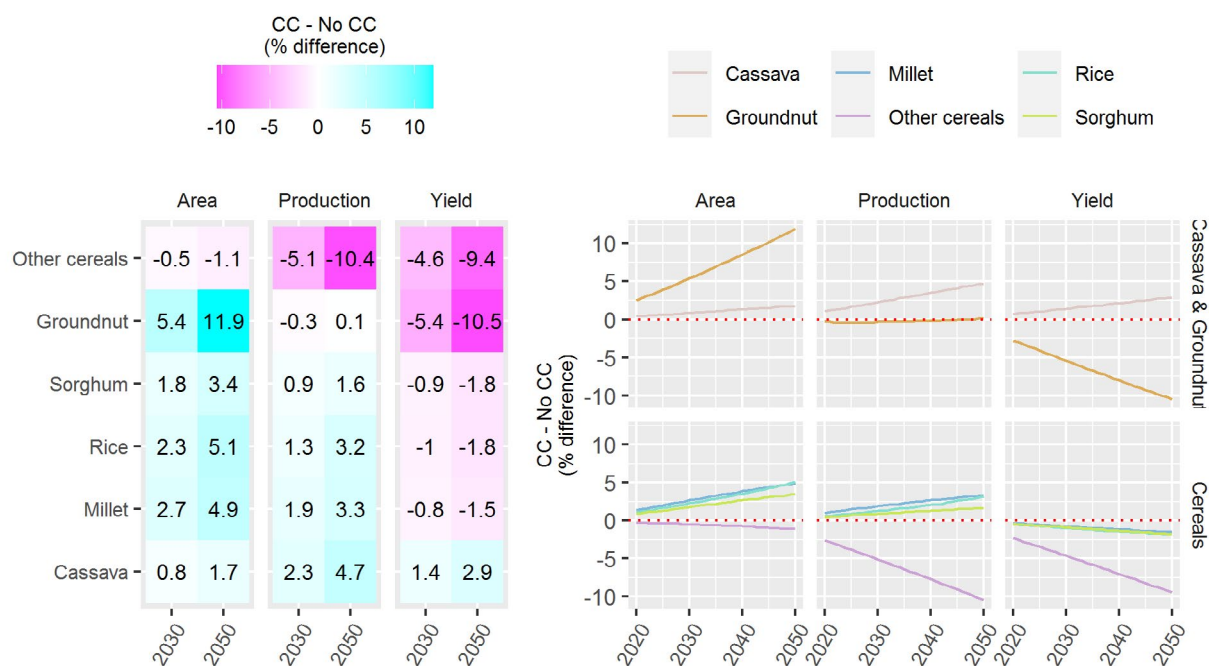 CC - No CC
(% difference)
-10 -5 0 5 10
Area Production Yield
Other cereals -0.5 -1.1 -5.1 -10.4 -4.6 -9.4
Groundnut 5.4 11.9 -0.3 0.1 -5.4 -10.5
Sorghum 1.8 3.4 0.9 1.6 -0.9 -1.8
Rice 2.3 5.1 1.3 3.2 -1 -1.8
Millet 2.7 4.9 1.9 3.3 -0.8 -1.5
Cassava 0.8 1.7 2.3 4.7 1.4 2.9
2030 2050 2030 2050 2030 2050
Cassava Millet Rice
Groundnut Other cereals Sorghum
Area Production Yield
CC - No CC
(% difference)
10
5
0
-5
-10
Cassava & Groundnut
10
5
0
-5
-10
Cereals
2020 2030 2040 2050 2020 2030 2040 2050 2020 2030 2040 2050